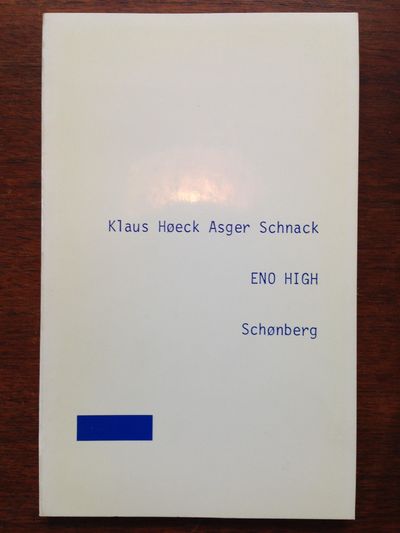 Klaus Høeck Asger Schnack
ENO HIGH
Schønberg